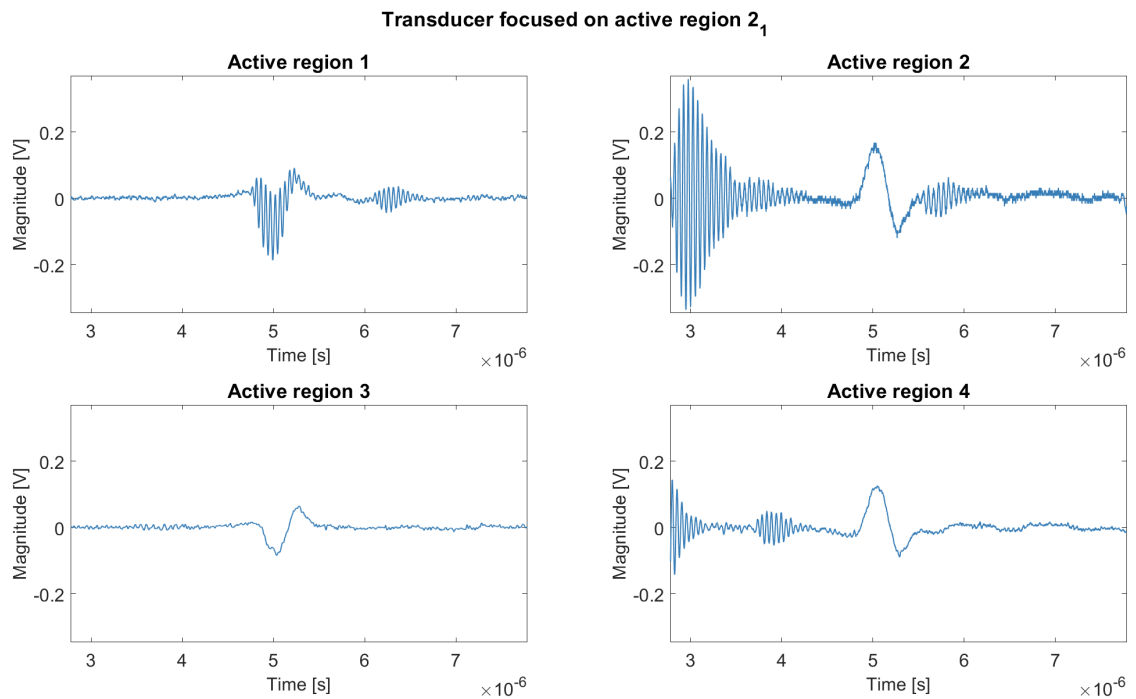 Transducer focused on active region 2₁
Active region 1
Magnitude [V]
0.2
0
-0.2
3 4 5 6 7
Time [s]
×10⁻⁶
Active region 2
Magnitude [V]
0.2
0
-0.2
3 4 5 6 7
Time [s]
×10⁻⁶
Active region 3
Magnitude [V]
0.2
0
-0.2
3 4 5 6 7
Time [s]
×10⁻⁶
Active region 4
Magnitude [V]
0.2
0
-0.2
3 4 5 6 7
Time [s]
×10⁻⁶